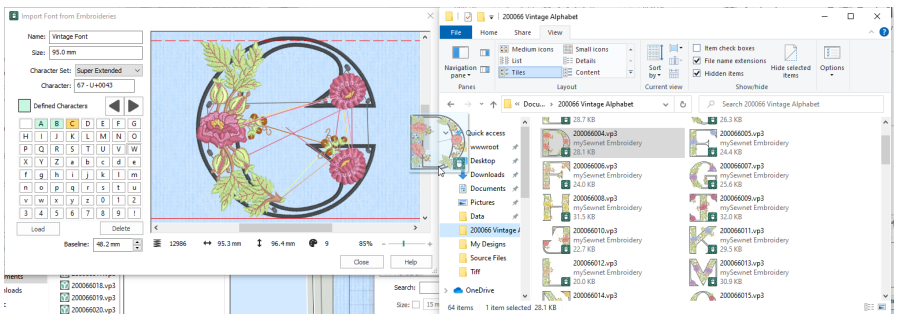 Import Font from Embroideries
Name: Vintage Font
Size: 95.0 mm
Character Set: Super Extended
Character: 67 - U+0043
Defined Characters
A B C D E F G
H I J K L M N O
P Q R S T U V W
X Y Z a b c d e
f g h i j k l m
n o p q r s t u
v w x y z 0 1 2
3 4 5 6 7 8 9 !
Load Delete
Baseline: 48.2 mm
12986 95.3 mm 96.4 mm 9 85% - +
Close Help
200066018.vp3
200066019.vp3
200066020.vp3
Search:
Size: 15 m
200066 Vintage Alphabet
File Home Share View
Navigation pane
Panes
Medium icons Small icons
List Details
Tiles Content
Layout
Sort by
Current view
Item check boxes
File name extensions
Hidden items
Hide selected items
Show/hide
Options
« Docu... > 200066 Vintage Alphabet
Search 200066 Vintage Alphabet
Quick access
wwwroot
Desktop
Downloads
Documents
Pictures
Data
200066 Vintage A
My Designs
Source Files
Tiff
OneDrive
28.7 KB
28.3 KB
200066004.vp3
mySewnet Embroidery
28.1 KB
200066005.vp3
mySewnet Embroidery
24.4 KB
200066006.vp3
mySewnet Embroidery
24.0 KB
200066007.vp3
mySewnet Embroidery
25.6 KB
200066008.vp3
mySewnet Embroidery
31.5 KB
200066009.vp3
mySewnet Embroidery
32.0 KB
200066010.vp3
mySewnet Embroidery
22.7 KB
200066011.vp3
mySewnet Embroidery
29.5 KB
200066012.vp3
mySewnet Embroidery
20.0 KB
200066013.vp3
mySewnet Embroidery
30.9 KB
200066014.vp3
200066015.vp3
64 items 1 item selected 28.1 KB